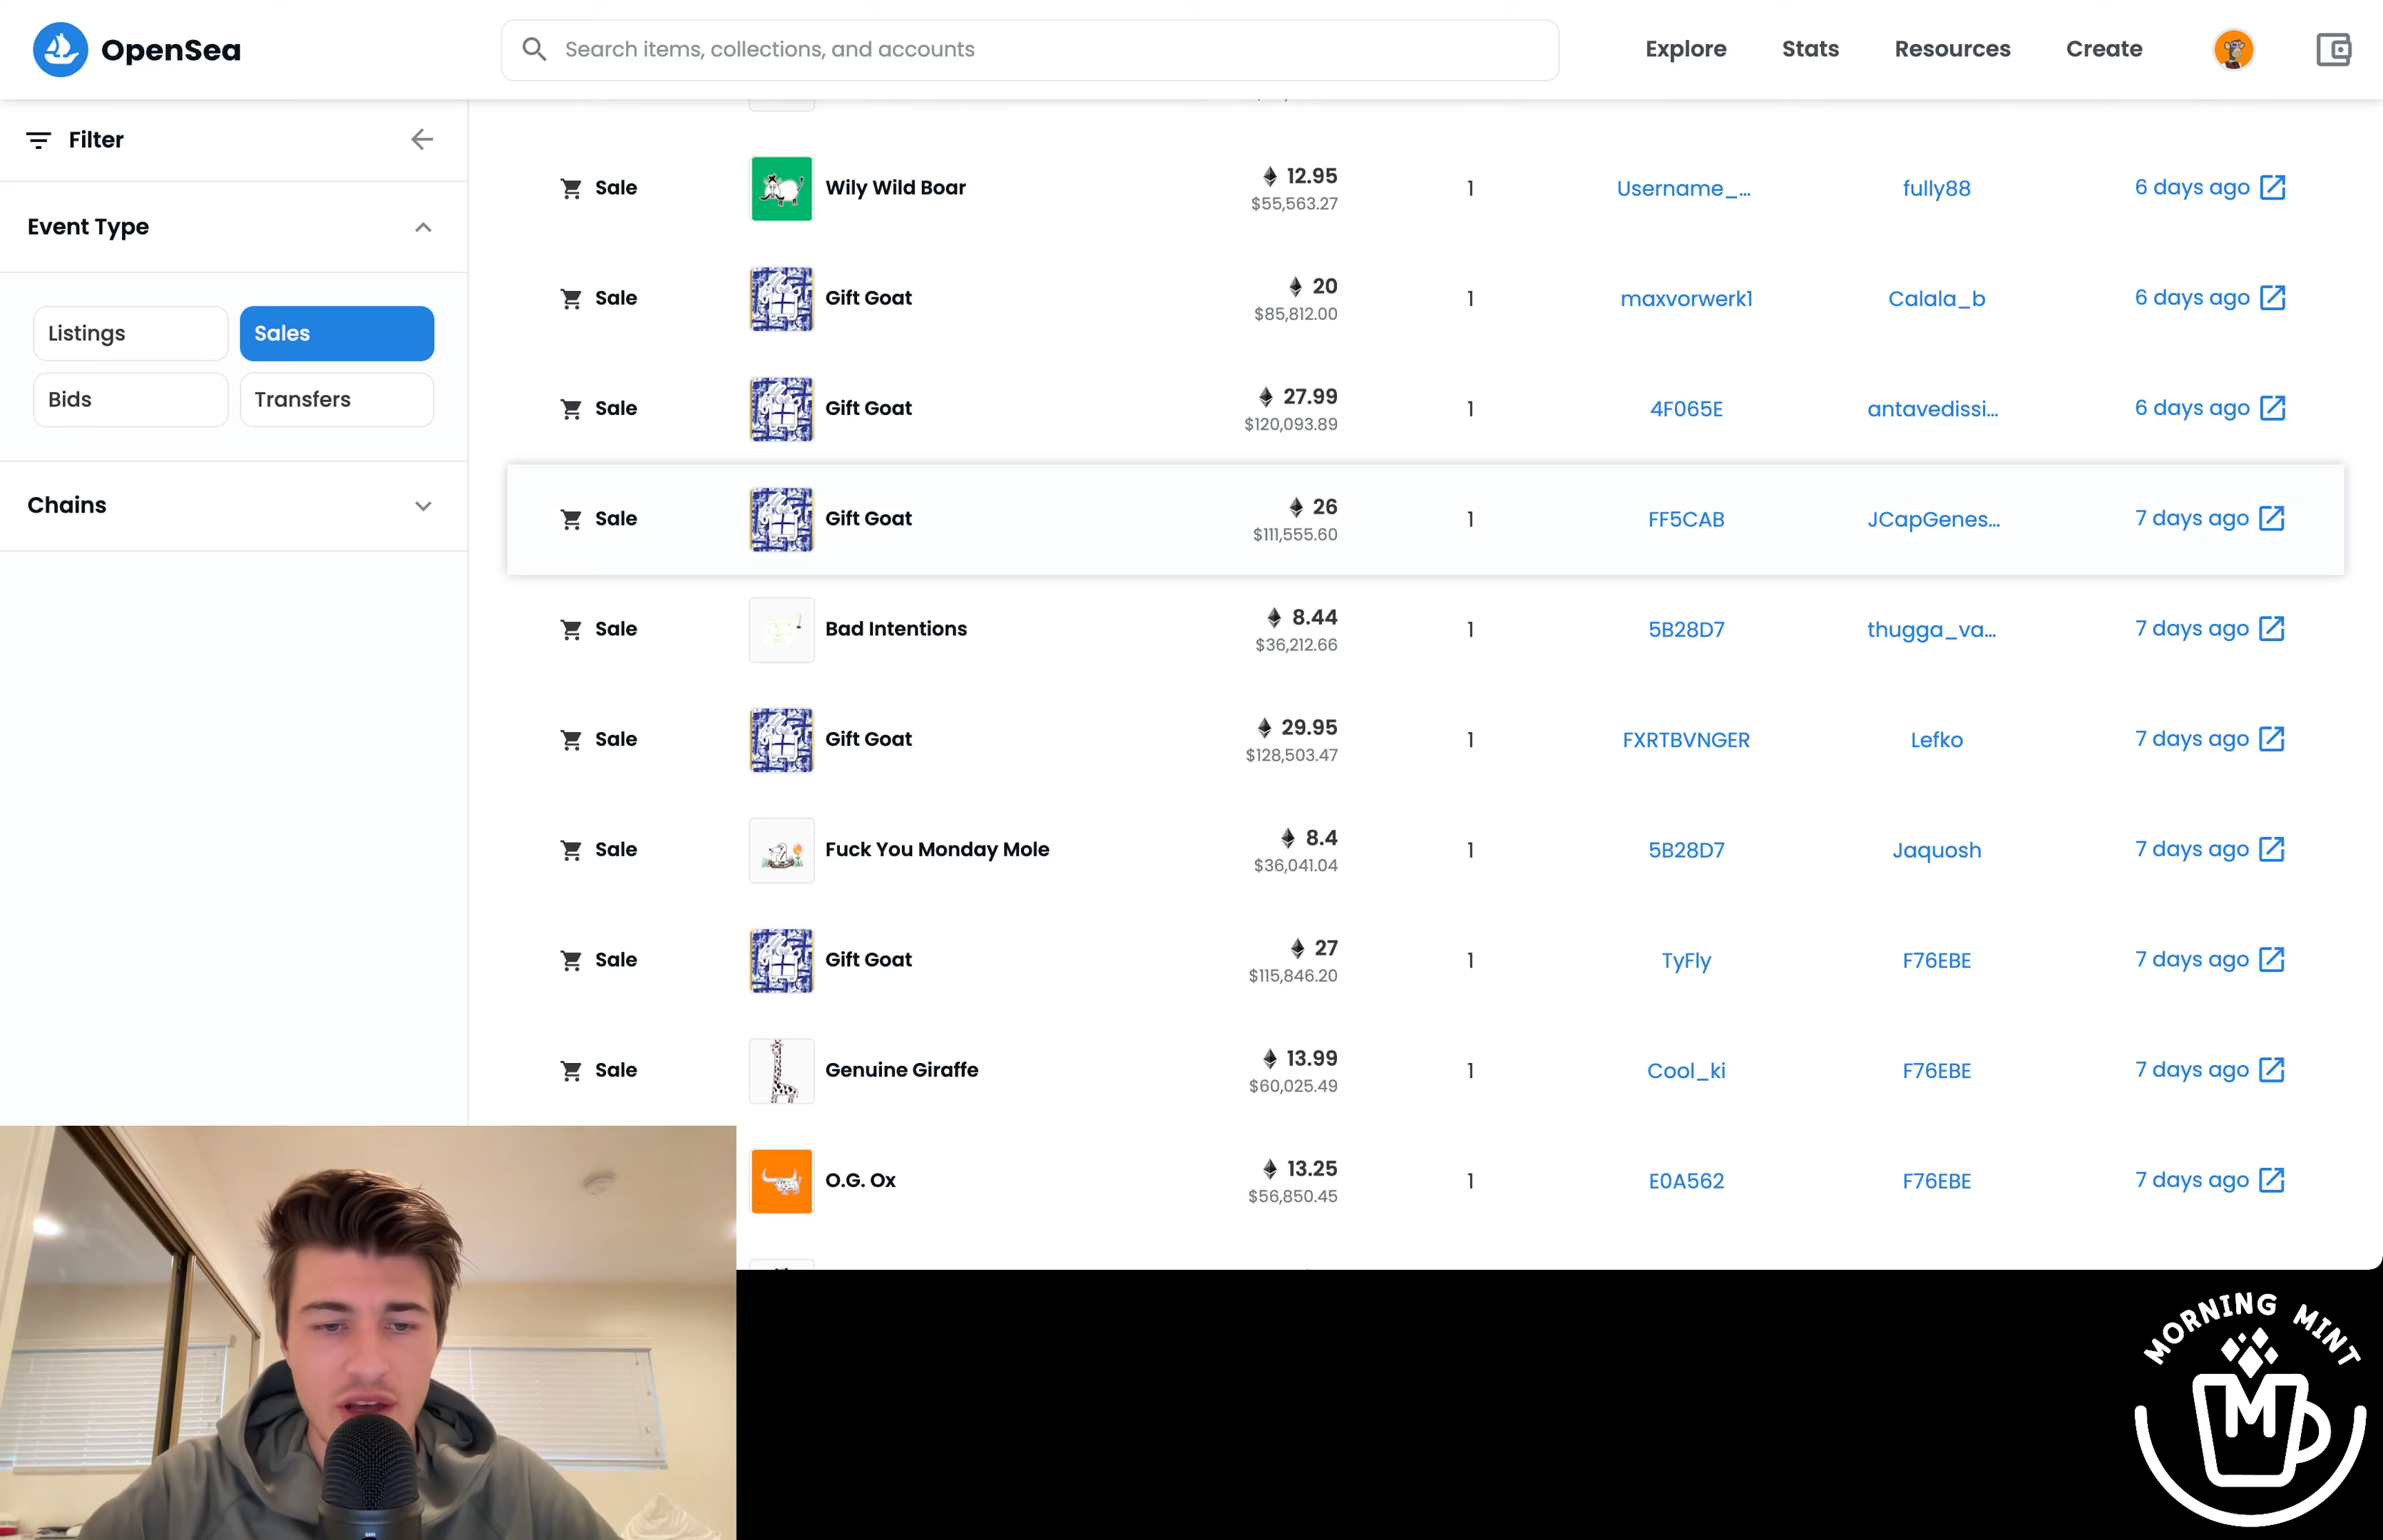 OpenSea
Search items, collections, and accounts
Explore
Stats
Resources
Create
Filter
Event Type
Listings
Sales
Bids
Transfers
Chains
Sale Wily Wild Boar 12.95 1 Username_... fully88 6 days ago
$55,563.27
Sale Gift Goat 20 1 maxvorwerk1 Calala_b 6 days ago
$85,812.00
Sale Gift Goat 27.99 1 4F065E antavedissi... 6 days ago
$120,093.89
Sale Gift Goat 26 1 FF5CAB JCapGenes... 7 days ago
$111,555.60
Sale Bad Intentions 8.44 1 5B28D7 thugga_va... 7 days ago
$36,212.66
Sale Gift Goat 29.95 1 FXRTBVNGER Lefko 7 days ago
$128,503.47
Sale Fuck You Monday Mole 8.4 1 5B28D7 Jaquosh 7 days ago
$36,041.04
Sale Gift Goat 27 1 TyFly F76EBE 7 days ago
$115,846.20
Sale Genuine Giraffe 13.99 1 Cool_ki F76EBE 7 days ago
$60,025.49
O.G. Ox 13.25 1 E0A562 F76EBE 7 days ago
$56,850.45
MORNING MINT
M